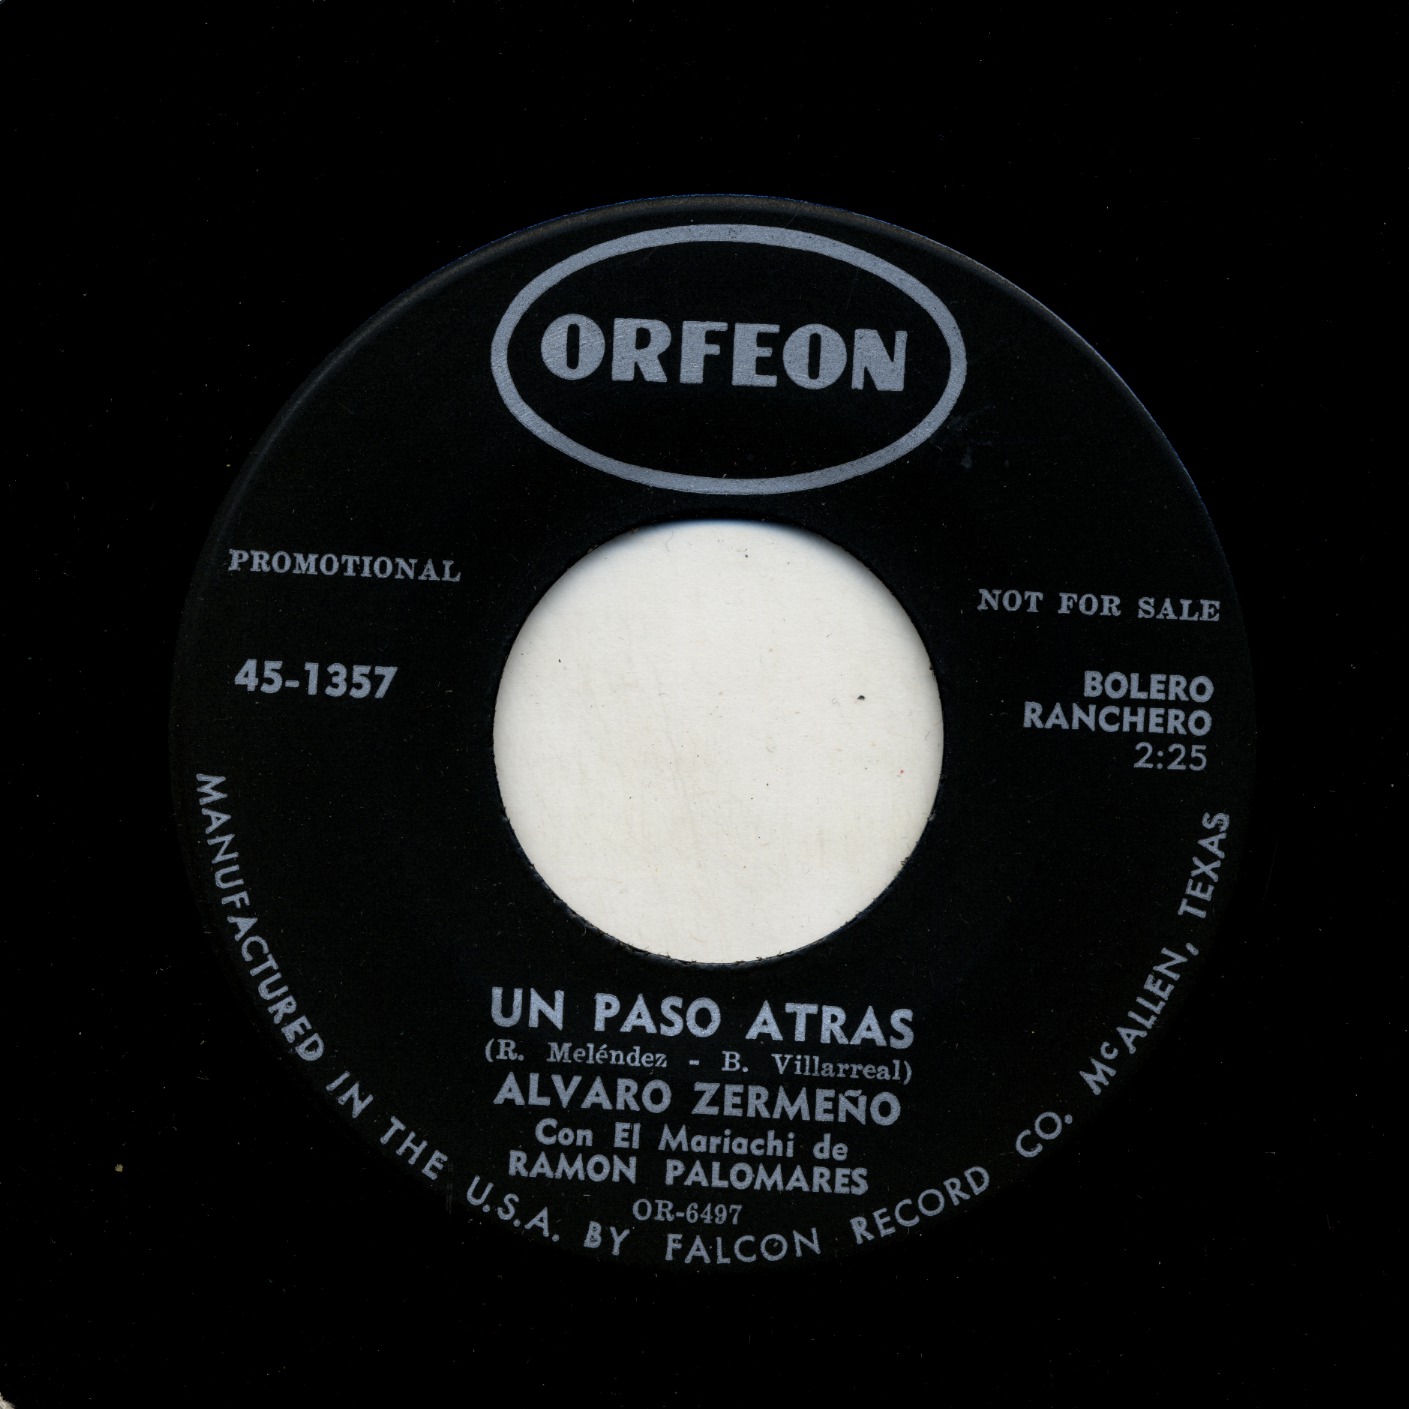 ORFEON
PROMOTIONAL
NOT FOR SALE
45-1357
BOLERO
RANCHERO
2:25
UN PASO ATRAS
(R. Meléndez - B. Villarreal)
ALVARO ZERMEÑO
Con El Mariachi de
RAMON PALOMARES
OR-6497
MANUFACTURED IN THE U.S.A. BY FALCON RECORD CO. McALLEN, TEXAS